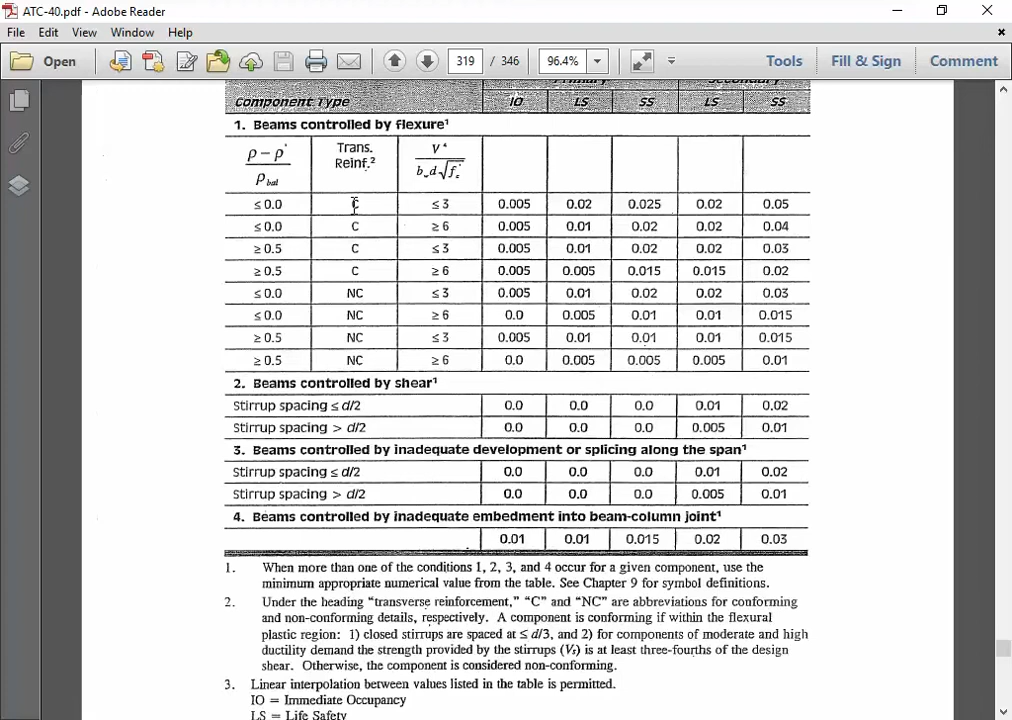 ATC-40.pdf - Adobe Reader
File Edit View Window Help
Open 319 / 346 96.4% Tools Fill & Sign Comment
Component Type IO LS SS LS SS
1. Beams controlled by flexure¹
ρ − ρ' / ρbal Trans. Reinf.² V⁴ / b_w d√f'c
≤ 0.0 C ≤ 3 0.005 0.02 0.025 0.02 0.05
≤ 0.0 C ≥ 6 0.005 0.01 0.02 0.02 0.04
≥ 0.5 C ≤ 3 0.005 0.01 0.02 0.02 0.03
≥ 0.5 C ≥ 6 0.005 0.005 0.015 0.015 0.02
≤ 0.0 NC ≤ 3 0.005 0.01 0.02 0.02 0.03
≤ 0.0 NC ≥ 6 0.0 0.005 0.01 0.01 0.015
≥ 0.5 NC ≤ 3 0.005 0.01 0.01 0.01 0.015
≥ 0.5 NC ≥ 6 0.0 0.005 0.005 0.005 0.01
2. Beams controlled by shear¹
Stirrup spacing ≤ d/2 0.0 0.0 0.0 0.01 0.02
Stirrup spacing > d/2 0.0 0.0 0.0 0.005 0.01
3. Beams controlled by inadequate development or splicing along the span¹
Stirrup spacing ≤ d/2 0.0 0.0 0.0 0.01 0.02
Stirrup spacing > d/2 0.0 0.0 0.0 0.005 0.01
4. Beams controlled by inadequate embedment into beam-column joint¹
0.01 0.01 0.015 0.02 0.03
1. When more than one of the conditions 1, 2, 3, and 4 occur for a given component, use the
minimum appropriate numerical value from the table. See Chapter 9 for symbol definitions.
2. Under the heading "transverse reinforcement," "C" and "NC" are abbreviations for conforming
and non-conforming details, respectively. A component is conforming if within the flexural
plastic region: 1) closed stirrups are spaced at ≤ d/3, and 2) for components of moderate and high
ductility demand the strength provided by the stirrups (Vs) is at least three-fourths of the design
shear. Otherwise, the component is considered non-conforming.
3. Linear interpolation between values listed in the table is permitted.
IO = Immediate Occupancy
LS = Life Safety